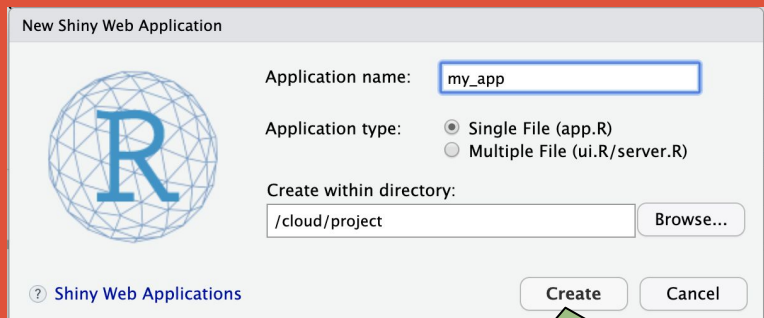 New Shiny Web Application
R
Application name: my_app
Application type: Single File (app.R)
Multiple File (ui.R/server.R)
Create within directory:
/cloud/project Browse...
? Shiny Web Applications Create Cancel